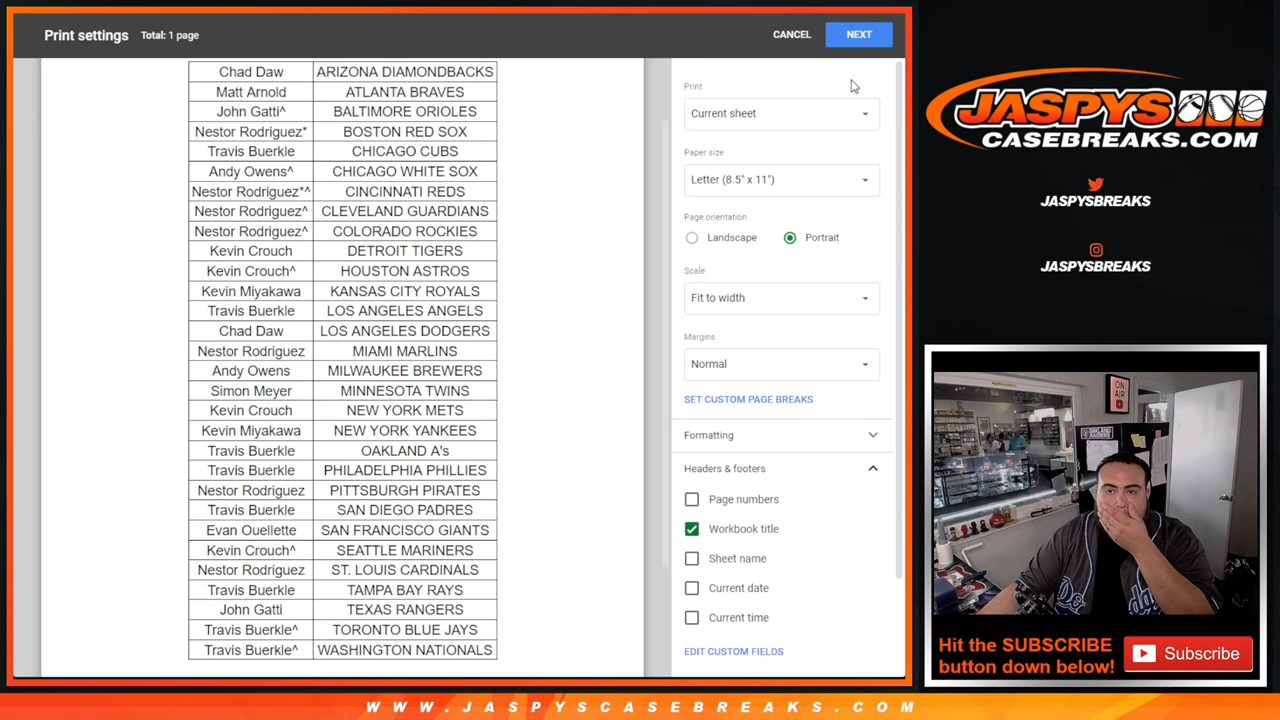 Print settings Total: 1 page CANCEL NEXT
Chad Daw ARIZONA DIAMONDBACKS
Matt Arnold ATLANTA BRAVES
John Gatti^ BALTIMORE ORIOLES
Nestor Rodriguez* BOSTON RED SOX
Travis Buerkle CHICAGO CUBS
Andy Owens^ CHICAGO WHITE SOX
Nestor Rodriguez*^ CINCINNATI REDS
Nestor Rodriguez^ CLEVELAND GUARDIANS
Nestor Rodriguez^ COLORADO ROCKIES
Kevin Crouch DETROIT TIGERS
Kevin Crouch^ HOUSTON ASTROS
Kevin Miyakawa KANSAS CITY ROYALS
Travis Buerkle LOS ANGELES ANGELS
Chad Daw LOS ANGELES DODGERS
Nestor Rodriguez MIAMI MARLINS
Andy Owens MILWAUKEE BREWERS
Simon Meyer MINNESOTA TWINS
Kevin Crouch NEW YORK METS
Kevin Miyakawa NEW YORK YANKEES
Travis Buerkle OAKLAND A's
Travis Buerkle PHILADELPHIA PHILLIES
Nestor Rodriguez PITTSBURGH PIRATES
Travis Buerkle SAN DIEGO PADRES
Evan Ouellette SAN FRANCISCO GIANTS
Kevin Crouch^ SEATTLE MARINERS
Nestor Rodriguez ST. LOUIS CARDINALS
Travis Buerkle TAMPA BAY RAYS
John Gatti TEXAS RANGERS
Travis Buerkle^ TORONTO BLUE JAYS
Travis Buerkle^ WASHINGTON NATIONALS
Print
Current sheet
Paper size
Letter (8.5" x 11")
Page orientation
Landscape Portrait
Scale
Fit to width
Margins
Normal
SET CUSTOM PAGE BREAKS
Formatting
Headers & footers
Page numbers
Workbook title
Sheet name
Current date
Current time
EDIT CUSTOM FIELDS
JASPYS
CASEBREAKS.COM
JASPYSBREAKS
JASPYSBREAKS
ON
AIR
Hit the SUBSCRIBE
button down below!
Subscribe
WWW.JASPYSCASEBREAKS.COM